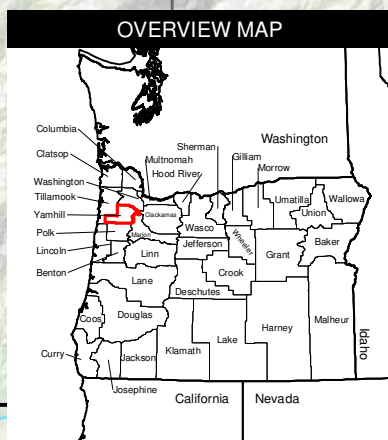 OVERVIEW MAP
Columbia
Clatsop
Washington
Tillamook
Yamhill
Polk
Lincoln
Benton
Multnomah
Hood River
Sherman
Gilliam
Morrow
Washington
Clackamas
Marion
Wasco
Umatilla
Union
Wallowa
Jefferson
Wheeler
Linn
Grant
Baker
Crook
Lane
Deschutes
Coos
Douglas
Harney
Malheur
Lake
Idaho
Curry
Jackson
Klamath
Josephine
California
Nevada